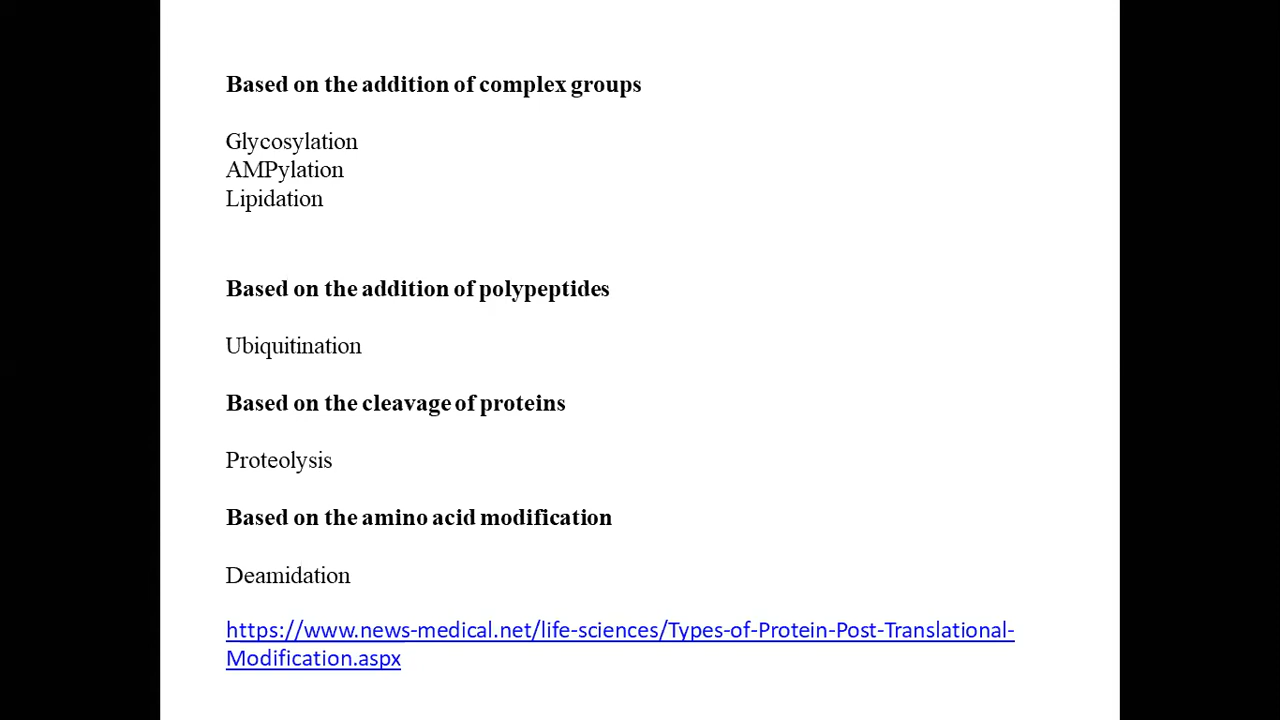 Based on the addition of complex groups
Glycosylation
AMPylation
Lipidation
Based on the addition of polypeptides
Ubiquitination
Based on the cleavage of proteins
Proteolysis
Based on the amino acid modification
Deamidation
https://www.news-medical.net/life-sciences/Types-of-Protein-Post-Translational-
Modification.aspx